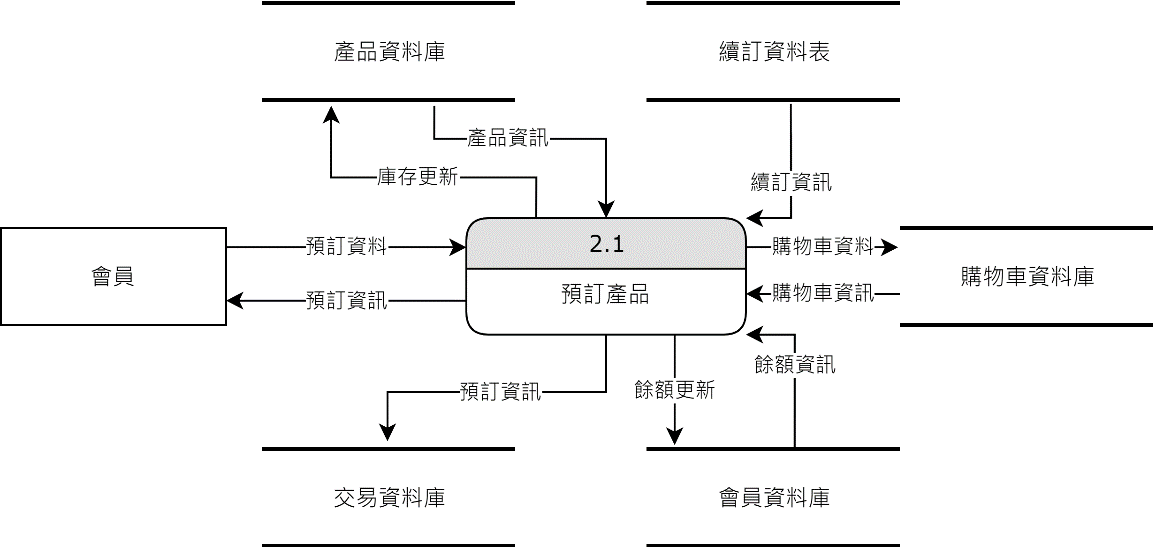 產品資料庫
續訂資料表
產品資訊
庫存更新
續訂資訊
2.1
預訂資料
購物車資料
會員
購物車資料庫
預訂產品
購物車資訊
預訂資訊
餘額資訊
預訂資訊
餘額更新
交易資料庫
會員資料庫